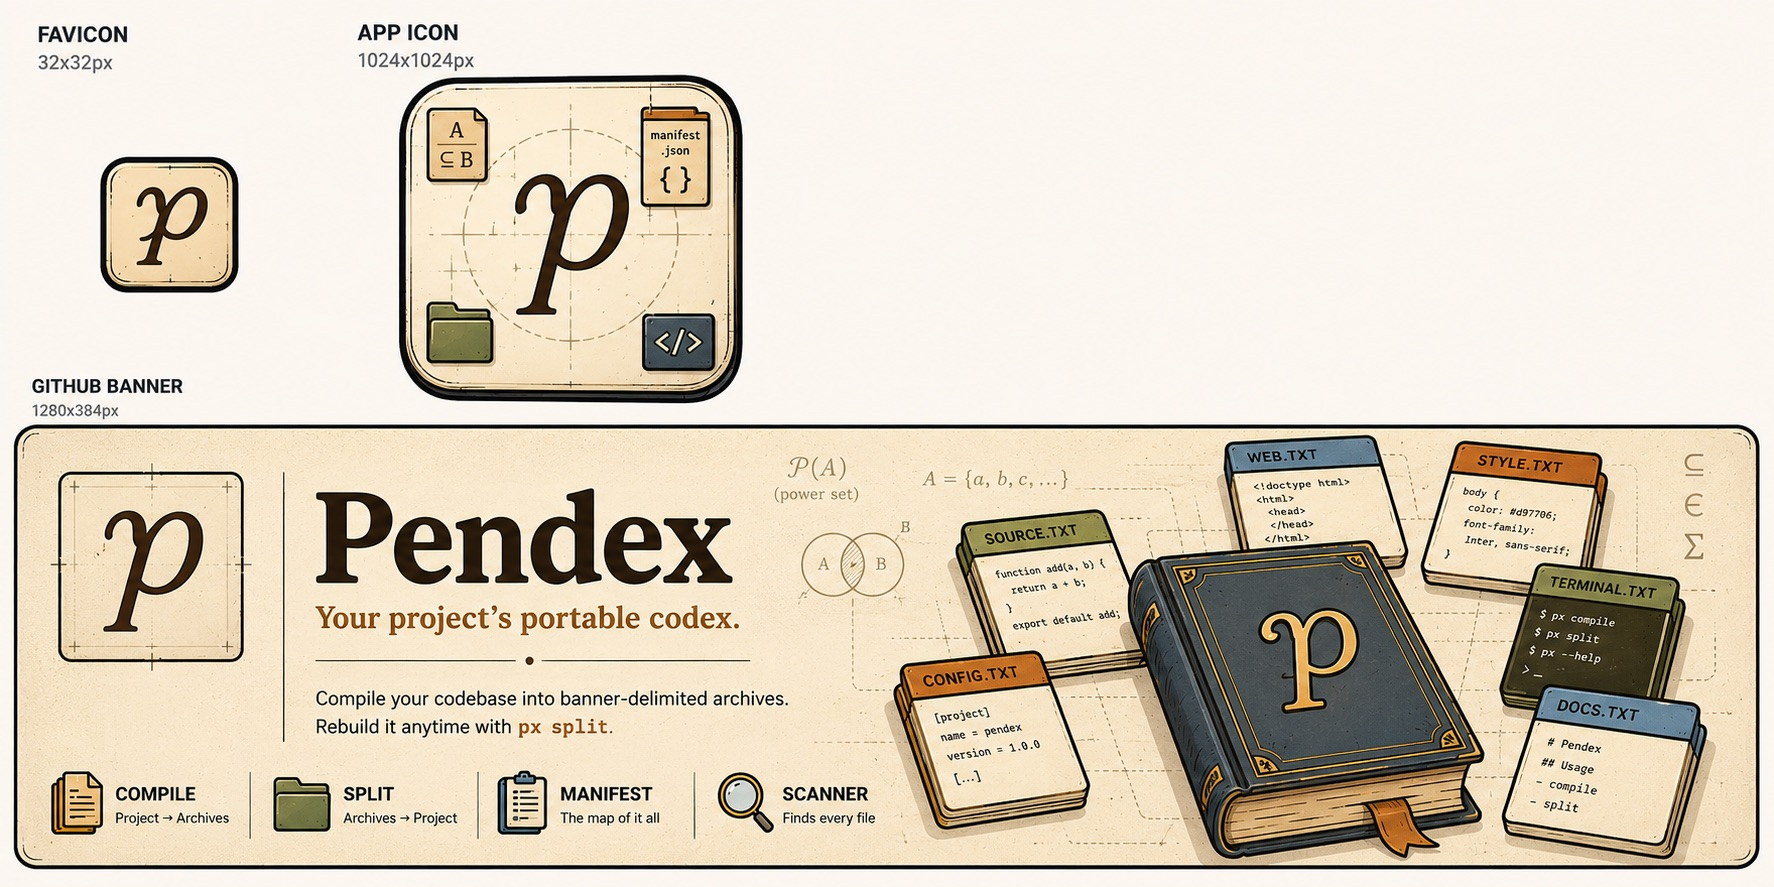 FAVICON
32x32px
p
APP ICON
1024x1024px
A
⊆ B
manifest
.json
{ }
p
</>
GITHUB BANNER
1280x384px
p
Pendex
Your project's portable codex.
Compile your codebase into banner-delimited archives.
Rebuild it anytime with px split.
COMPILE
Project → Archives
SPLIT
Archives → Project
MANIFEST
The map of it all
SCANNER
Finds every file
𝒫(A)
(power set)
A = {a, b, c, ...}
A
B
B
SOURCE.TXT
function add(a, b) {
return a + b;
}
export default add;
CONFIG.TXT
[project]
name = pendex
version = 1.0.0
[...]
WEB.TXT
<!doctype html>
<html>
<head>
</head>
</html>
p
STYLE.TXT
body {
color: #d97706;
font-family:
Inter, sans-serif;
}
TERMINAL.TXT
$ px compile
$ px split
$ px --help
>_
DOCS.TXT
# Pendex
## Usage
- compile
- split
⊆
∈
Σ